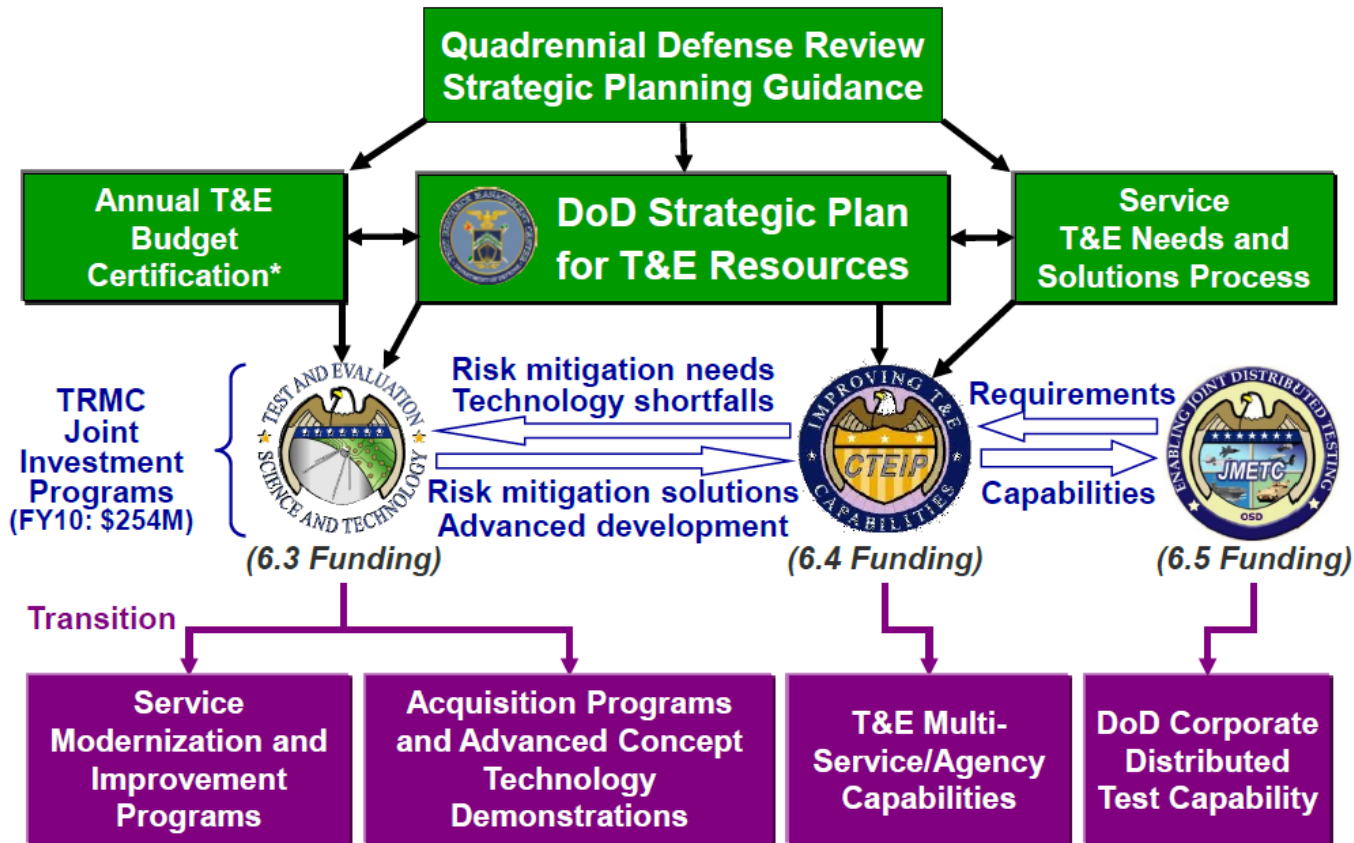 Quadrennial Defense Review
Strategic Planning Guidance
Annual T&E
Budget
Certification*
DoD Strategic Plan
for T&E Resources
Service
T&E Needs and
Solutions Process
TRMC
Joint
Investment
Programs
(FY10: $254M)
TEST AND EVALUATION
SCIENCE AND TECHNOLOGY
(6.3 Funding)
Risk mitigation needs
Technology shortfalls
Risk mitigation solutions
Advanced development
IMPROVING T&E
CTEIP
CAPABILITIES
(6.4 Funding)
Requirements
Capabilities
ENABLING JOINT DISTRIBUTED TESTING
JMETC
OSD
(6.5 Funding)
Transition
Service
Modernization and
Improvement
Programs
Acquisition Programs
and Advanced Concept
Technology
Demonstrations
T&E Multi-
Service/Agency
Capabilities
DoD Corporate
Distributed
Test Capability